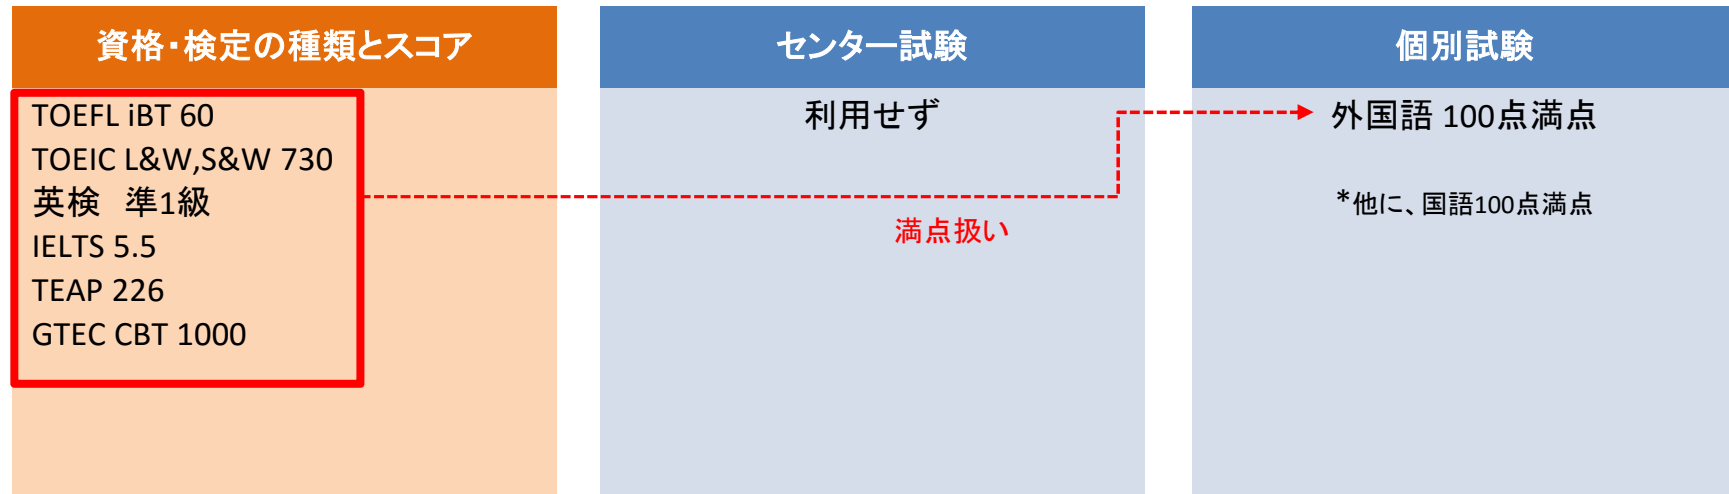 資格・検定の種類とスコア
TOEFL iBT 60
TOEIC L&W,S&W 730
英検　準1級
IELTS 5.5
TEAP 226
GTEC CBT 1000
センター試験
利用せず
満点扱い
個別試験
外国語 100点満点
*他に、国語100点満点